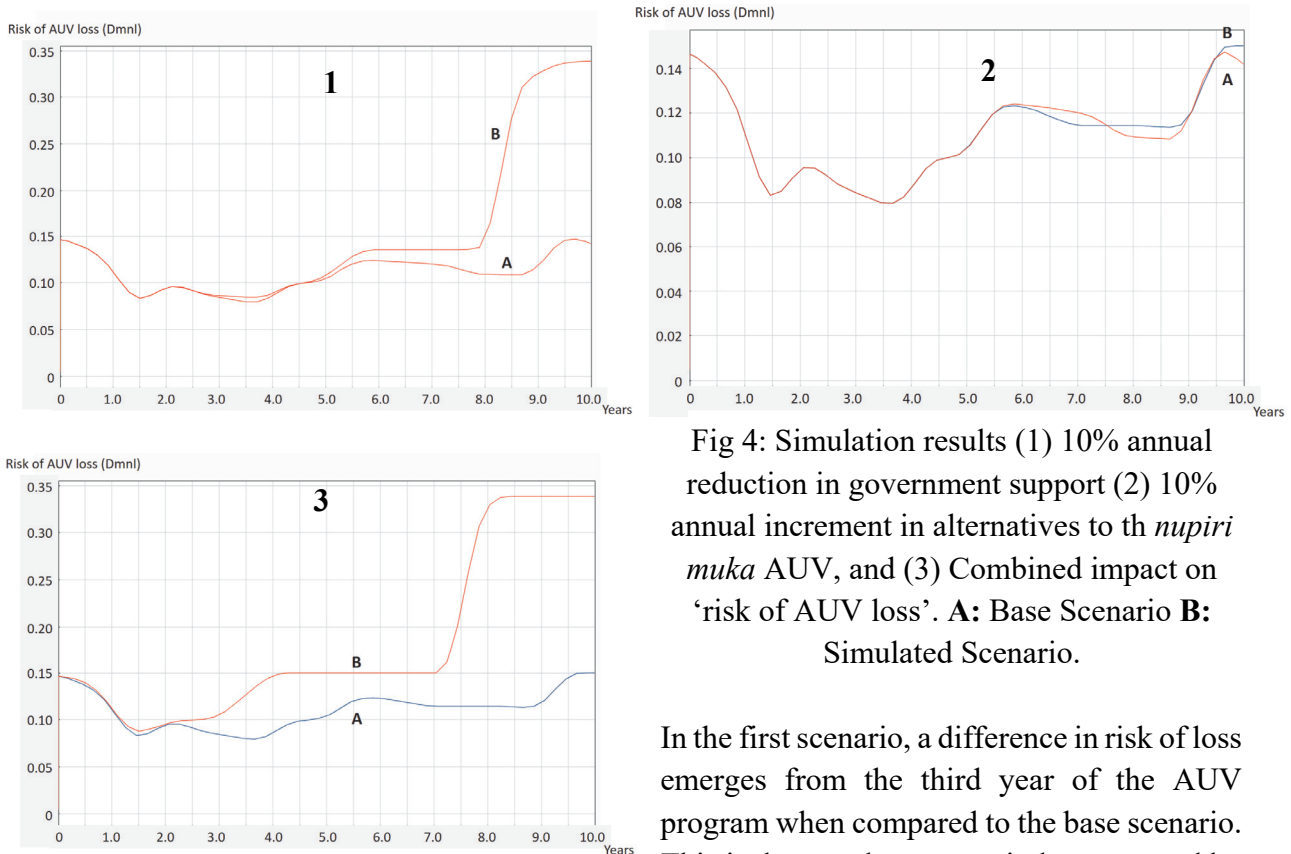 Risk of AUV loss (Dmnl)
0.35
0.30
0.25
0.20
0.15
0.10
0.05
0
1
B
A
0 1.0 2.0 3.0 4.0 5.0 6.0 7.0 8.0 9.0 10.0
Years
Risk of AUV loss (Dmnl)
0.14
0.12
0.10
0.08
0.06
0.04
0.02
0
2
B
A
0 1.0 2.0 3.0 4.0 5.0 6.0 7.0 8.0 9.0 10.0
Years
Risk of AUV loss (Dmnl)
0.35
0.30
0.25
0.20
0.15
0.10
0.05
0
3
B
A
0 1.0 2.0 3.0 4.0 5.0 6.0 7.0 8.0 9.0 10.0
Years
Fig 4: Simulation results (1) 10% annual
reduction in government support (2) 10%
annual increment in alternatives to th nupiri
muka AUV, and (3) Combined impact on
‘risk of AUV loss’. A: Base Scenario B:
Simulated Scenario.
In the first scenario, a difference in risk of loss
emerges from the third year of the AUV
program when compared to the base scenario.